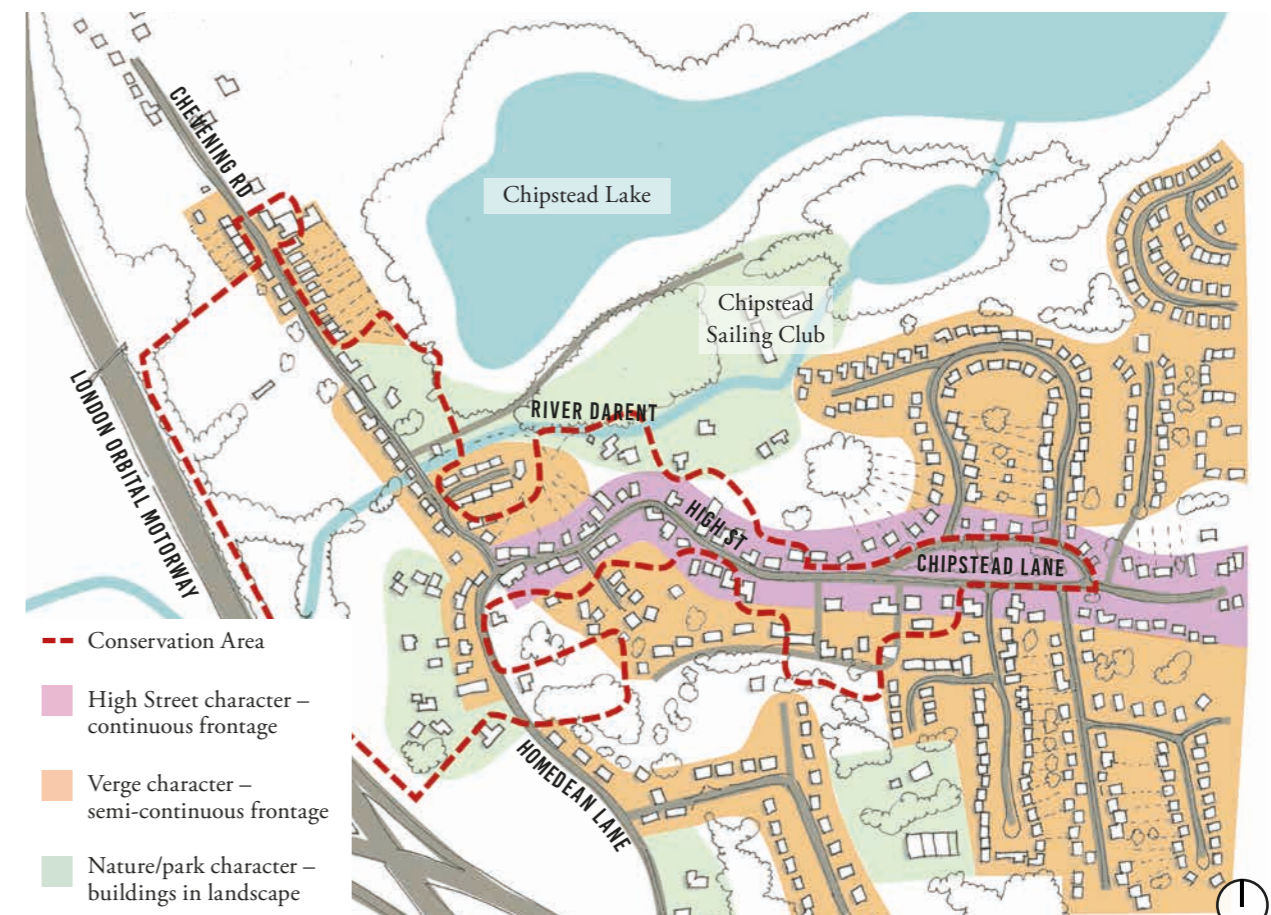 CHEVENING RD
Chipstead Lake
Chipstead
Sailing Club
RIVER DARENT
LONDON ORBITAL MOTORWAY
HIGH ST
CHIPSTEAD LANE
HOMEDEAN LANE
Conservation Area
High Street character –
continuous frontage
Verge character –
semi-continuous frontage
Nature/park character –
buildings in landscape